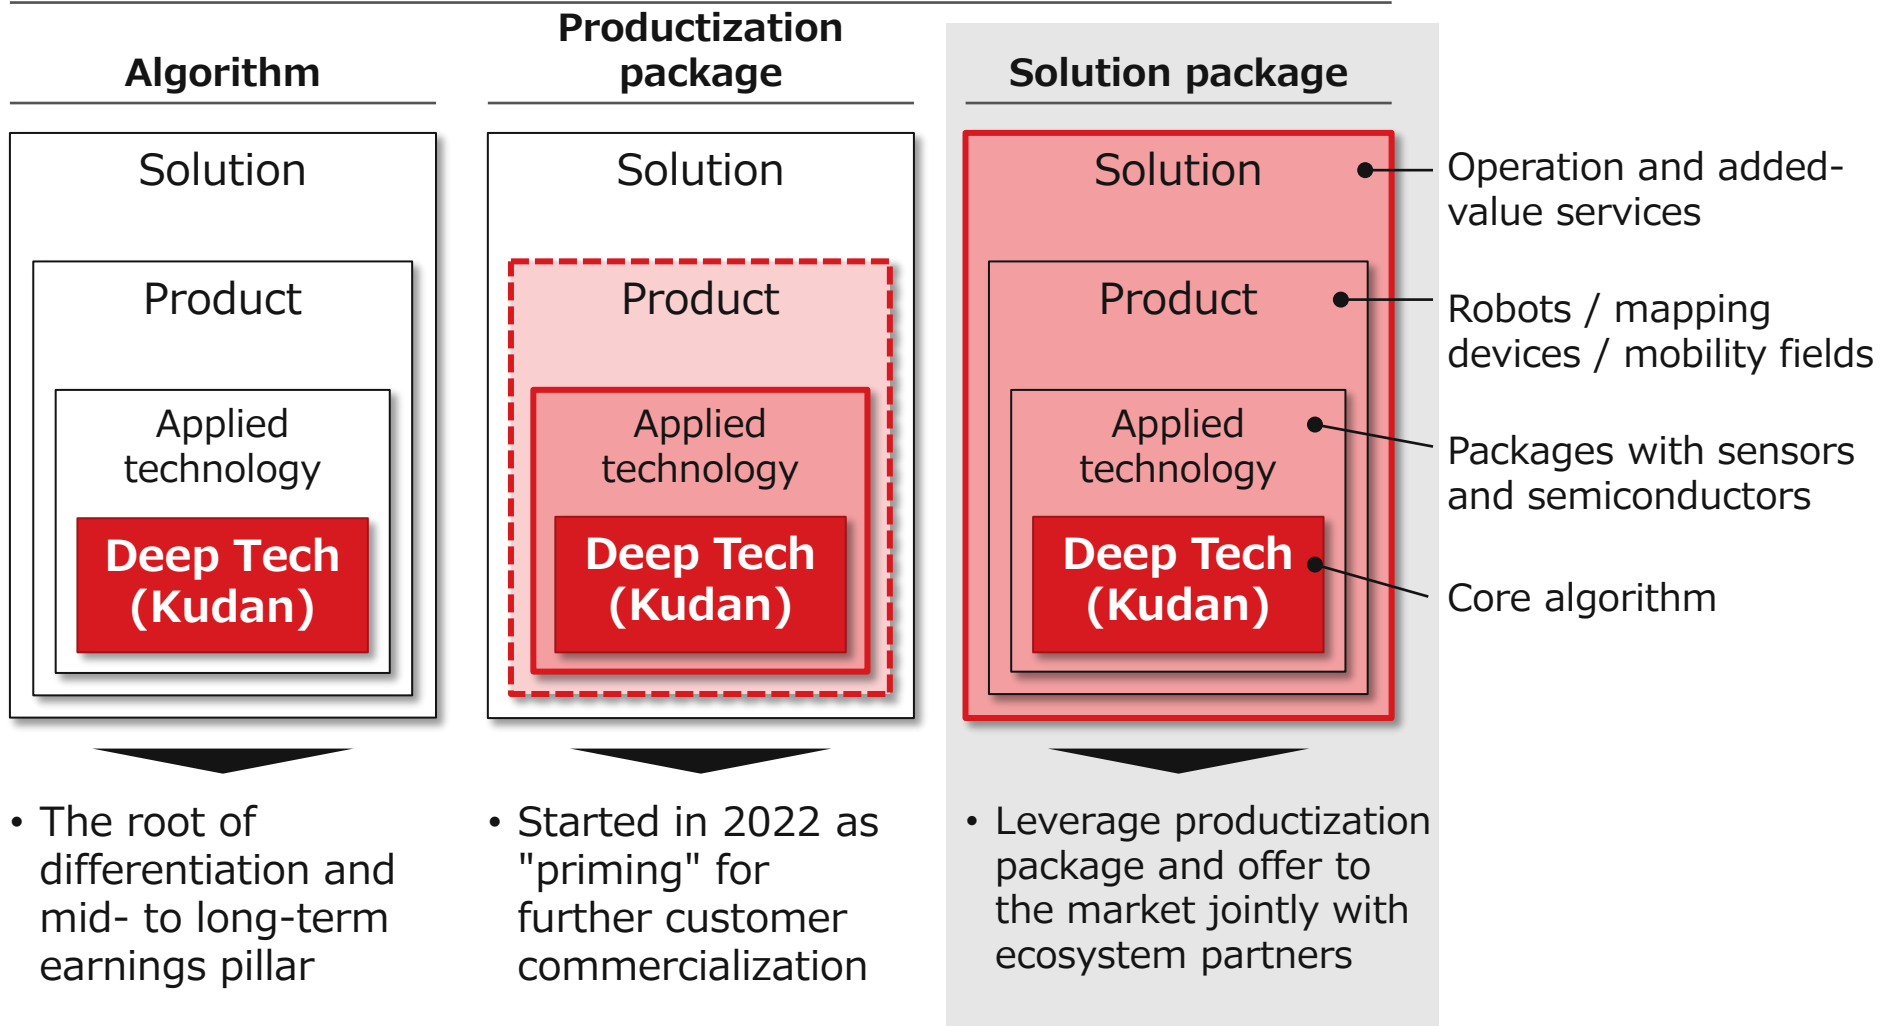 Algorithm
Solution
Product
Applied
technology
Deep Tech
(Kudan)
• The root of
differentiation and
mid- to long-term
earnings pillar
Productization
package
Solution
Product
Applied
technology
Deep Tech
(Kudan)
• Started in 2022 as
"priming" for
further customer
commercialization
Solution package
Solution
Product
Applied
technology
Deep Tech
(Kudan)
• Leverage productization
package and offer to
the market jointly with
ecosystem partners
Operation and added-
value services
Robots / mapping
devices / mobility fields
Packages with sensors
and semiconductors
Core algorithm